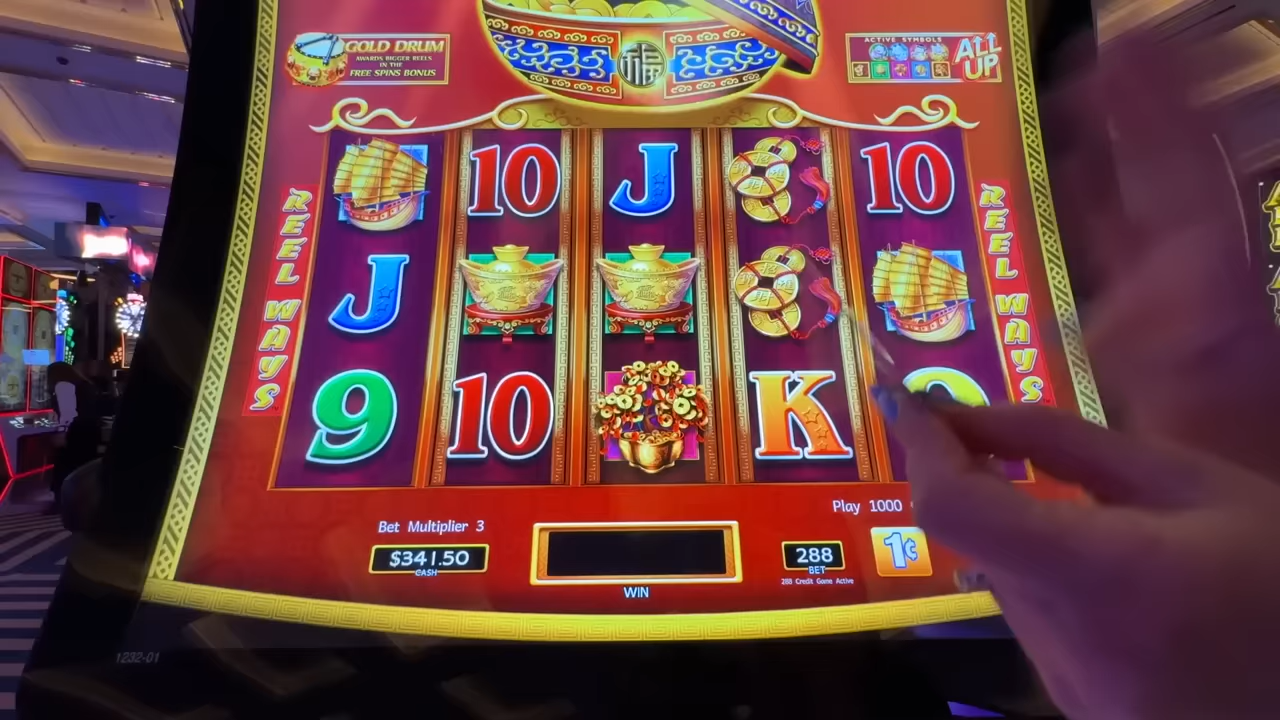 GOLD DRUM
AWARDS BIGGER REELS
IN THE
FREE SPINS BONUS
ACTIVE SYMBOLS
ALL
UP
REEL WAYS
REEL WAYS
10
J
10
J
9
10
K
Play 1000
Bet Multiplier 3
$341.50
CASH
WIN
288
BET
288 Credit Game Active
1¢
1232-01